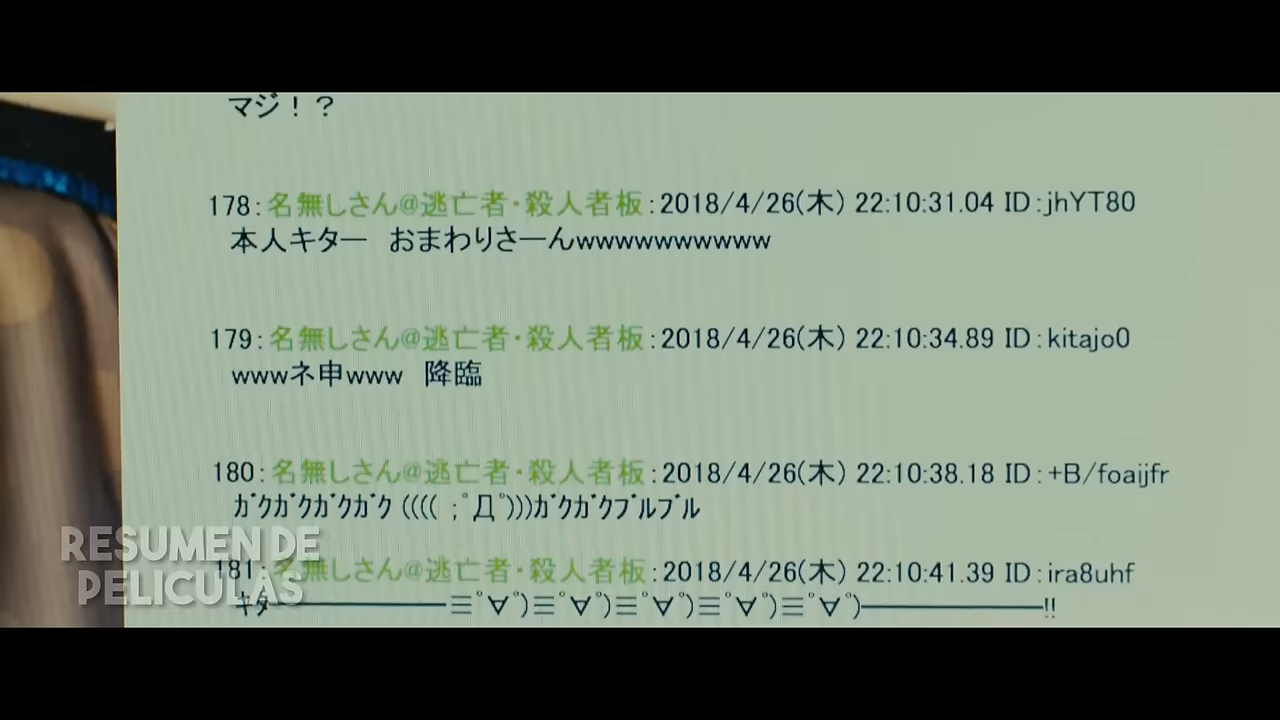 マジ！？
178：名無しさん@逃亡者・殺人者板：2018/4/26(木) 22:10:31.04 ID：jhYT80
本人キター　おまわりさーんwwwwwwwwww
179：名無しさん@逃亡者・殺人者板：2018/4/26(木) 22:10:34.89 ID：kitajo0
wwwネ申www　降臨
180：名無しさん@逃亡者・殺人者板：2018/4/26(木) 22:10:38.18 ID：+B/foaijfr
ｶﾞｸｶﾞｸｶﾞｸｶﾞｸ ((((；ﾟДﾟ)))ｶﾞｸｶﾞｸﾌﾞﾙﾌﾞﾙ
RESUMEN DE
PELICULAS
181：名無しさん@逃亡者・殺人者板：2018/4/26(木) 22:10:41.39 ID：ira8uhf
ｷﾀ━━━━━━三ﾟ∀ﾟ)三ﾟ∀ﾟ)三ﾟ∀ﾟ)三ﾟ∀ﾟ)三ﾟ∀ﾟ)━━━━━━!!